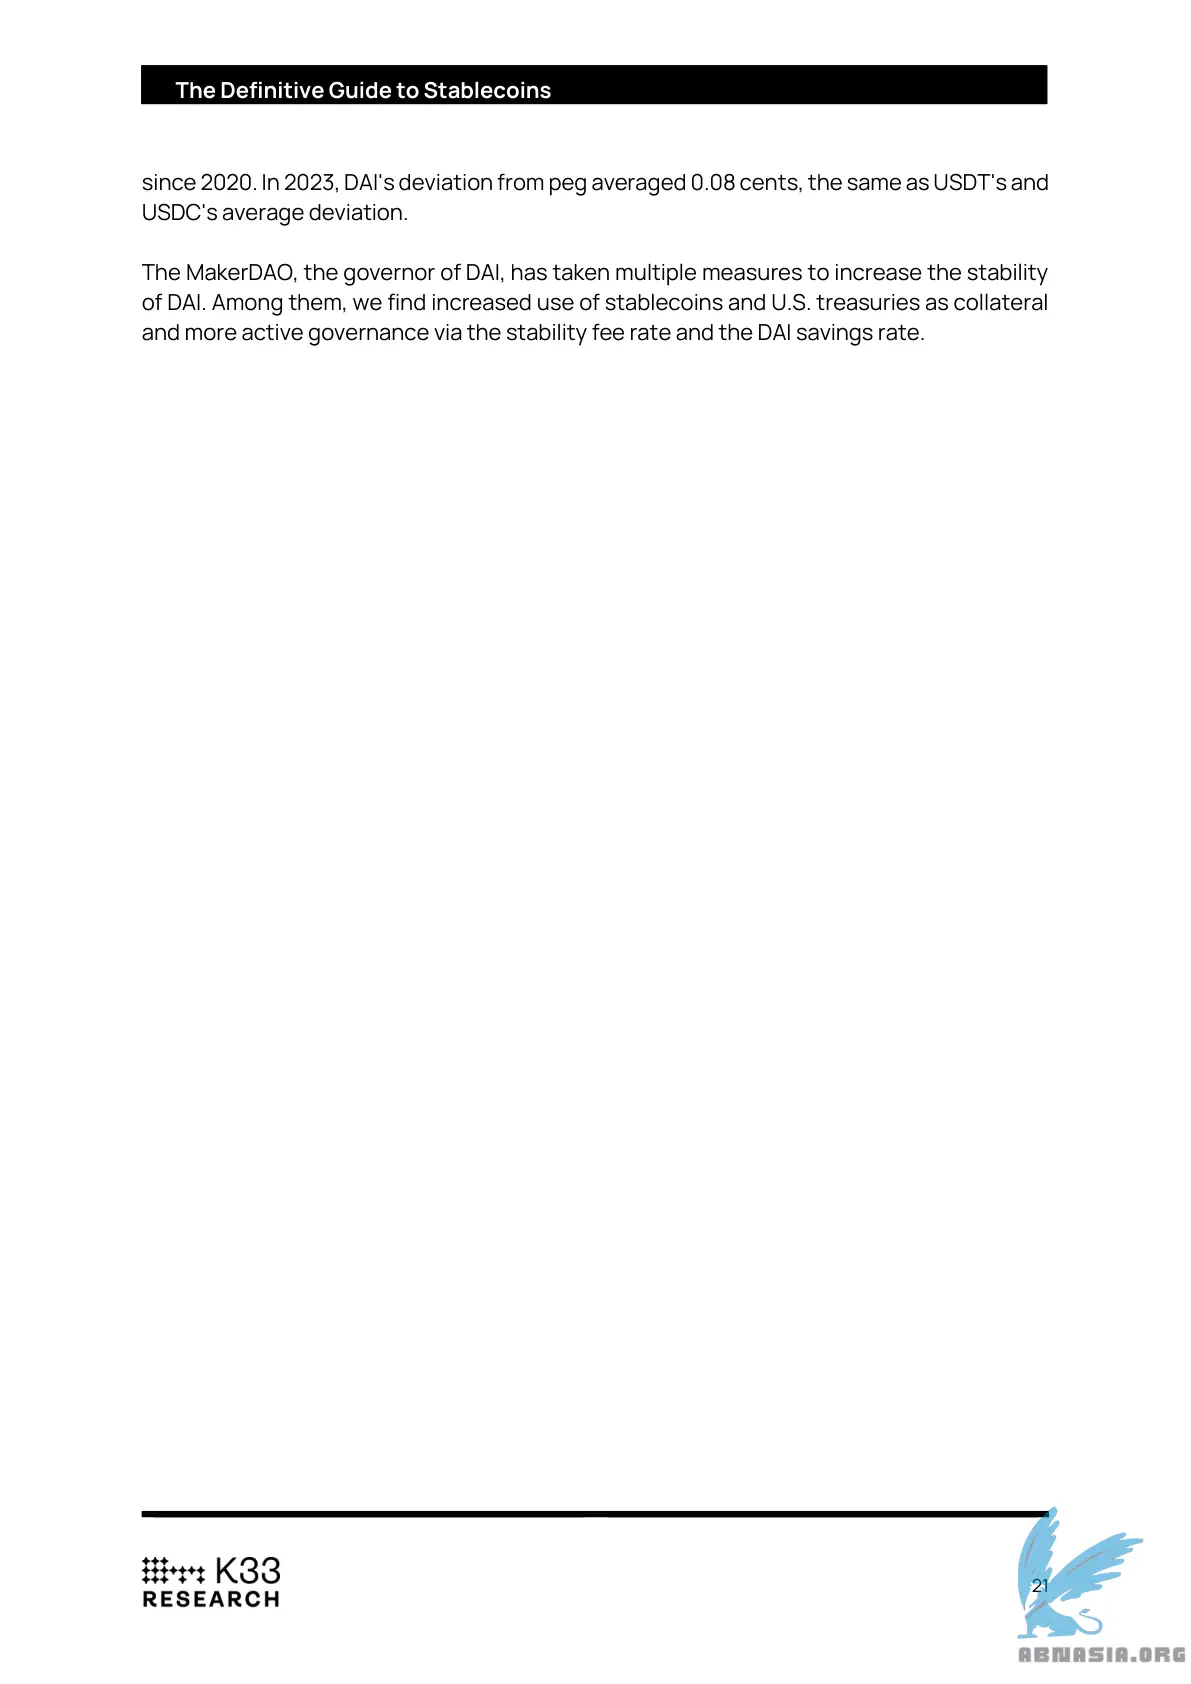 The Definitive Guide to Stablecoins
since 2020. In 2023, DAI's deviation from peg averaged 0.08 cents, the same as USDT's and
USDC's average deviation.
The MakerDAO, the governor of DAI, has taken multiple measures to increase the stability
of DAI. Among them, we find increased use of stablecoins and U.S. treasuries as collateral
and more active governance via the stability fee rate and the DAI savings rate.
K33
RESEARCH
21
ABNASIA.ORG